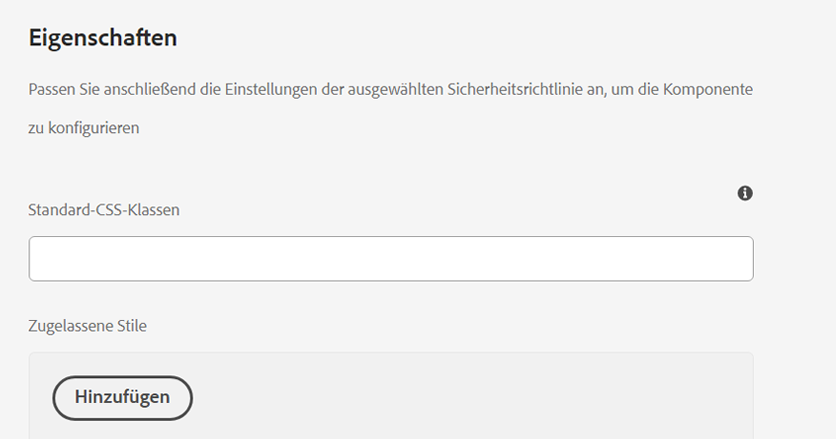 Eigenschaften
Passen Sie anschließend die Einstellungen der ausgewählten Sicherheitsrichtlinie an, um die Komponente
zu konfigurieren
Standard-CSS-Klassen
Zugelassene Stile
Hinzufügen